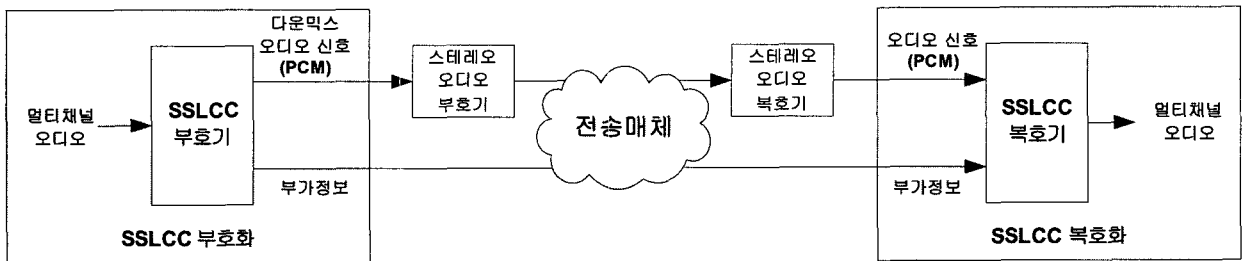 다운믹스
오디오 신호
(PCM)
멀티채널
오디오
SSLCC
부호기
부가정보
SSLCC 부호화
스테레오
오디오
부호기
전송매체
스테레오
오디오
복호기
오디오 신호
(PCM)
SSLCC
복호기
멀티채널
오디오
부가정보
SSLCC 복호화